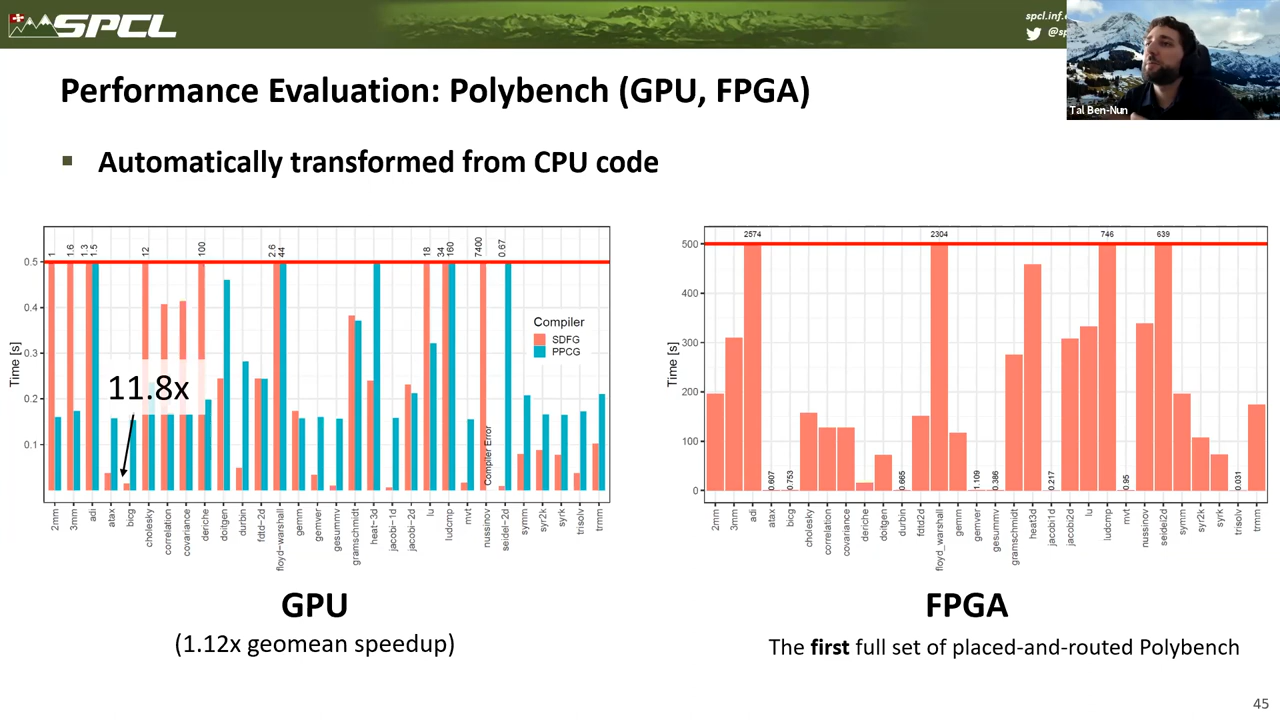 SPCL
spcl.inf.e
@sp
Tal Ben-Nun
Performance Evaluation: Polybench (GPU, FPGA)
Automatically transformed from CPU code
1
1.6
1.3
1.5
12
100
2.6
44
18
34
160
7400
0.67
0.5
0.4
0.3
0.2
0.1
Time [s]
11.8x
Compiler
SDFG
PPCG
Compiler Error
2mm
3mm
adi
atax
bicg
cholesky
correlation
covariance
deriche
doitgen
durbin
fdtd-2d
floyd-warshall
gemm
gemver
gesummv
gramschmidt
heat-3d
jacobi-1d
jacobi-2d
lu
ludcmp
mvt
nussinov
seidel-2d
symm
syr2k
syrk
trisolv
trmm
GPU
(1.12x geomean speedup)
2574
2304
746
639
500
400
300
200
100
0
Time [s]
0.607
0.753
0.665
1.109
0.386
0.217
0.95
0.031
2mm
3mm
adi
atax
bicg
cholesky
correlation
covariance
deriche
doitgen
durbin
fdtd2d
floyd_warshall
gemm
gemver
gesummv
gramschmidt
heat3d
jacobi1d
jacobi2d
lu
ludcmp
mvt
nussinov
seidel2d
symm
syr2k
syrk
trisolv
trmm
FPGA
The first full set of placed-and-routed Polybench
45